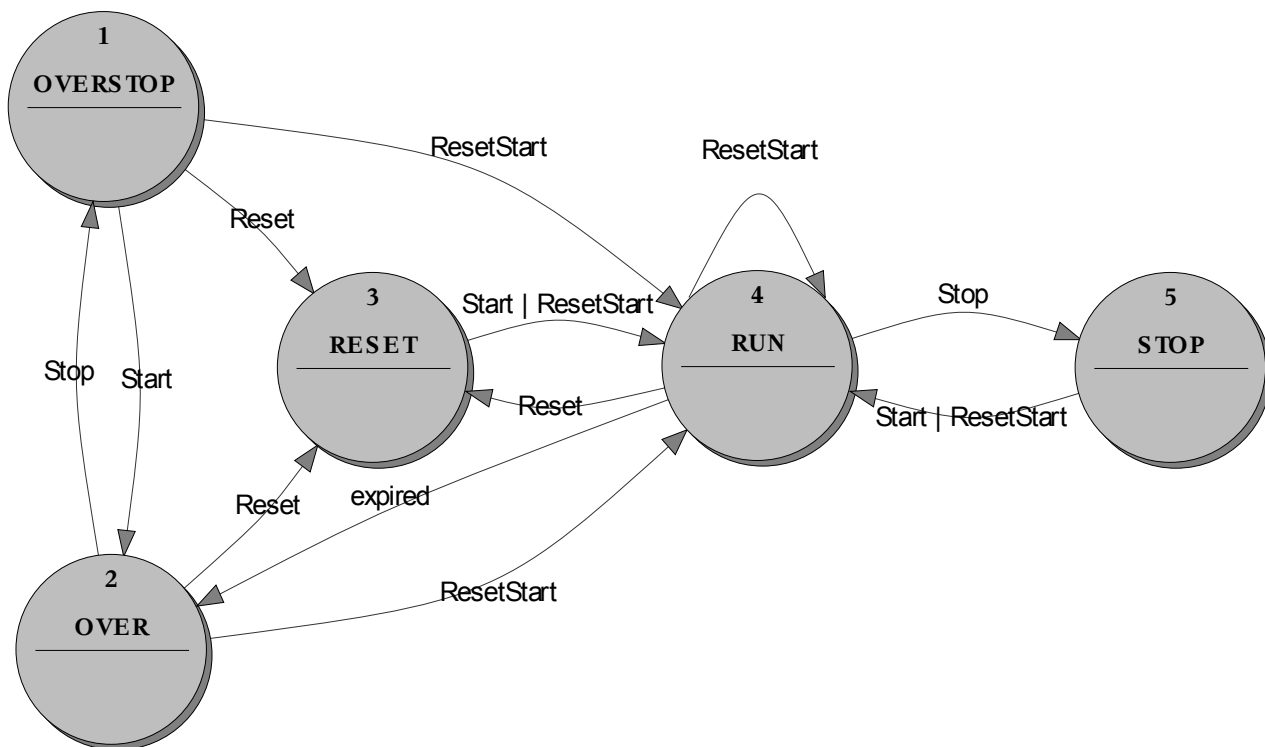 1
OVERSTOP
ResetStart
ResetStart
Reset
3
RESET
Start | ResetStart
4
RUN
Stop
5
STOP
Stop
Start
Reset
Start | ResetStart
Reset
expired
2
OVER
ResetStart